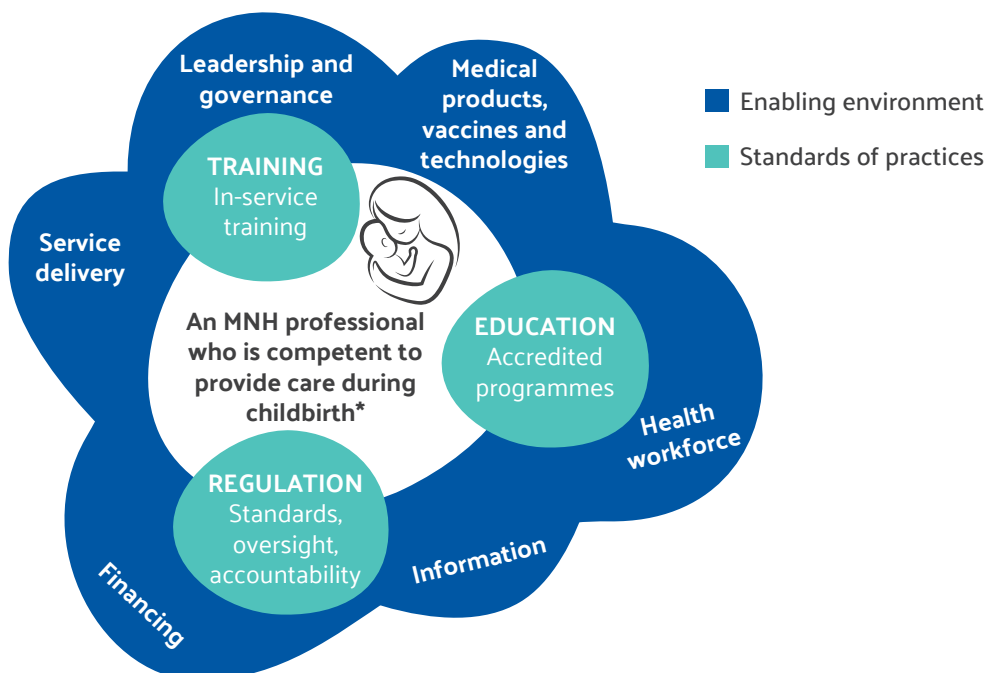 Leadership and
governance
Medical
products,
vaccines and
technologies
Enabling environment
Standards of practices
TRAINING
In-service
training
Service
delivery
An MNH professional
who is competent to
provide care during
childbirth*
EDUCATION
Accredited
programmes
Health
workforce
REGULATION
Standards,
oversight,
accountability
Information
Financing